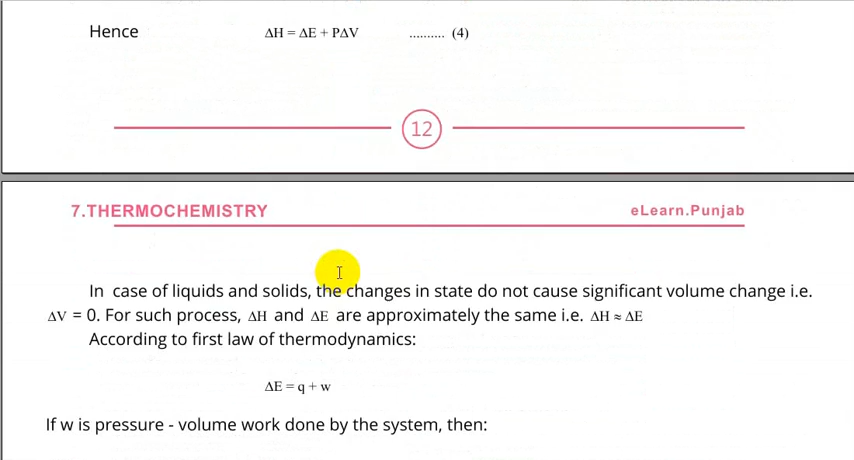 Hence ΔH = ΔE + PΔV .......... (4)
12
7.THERMOCHEMISTRY eLearn.Punjab
In case of liquids and solids, the changes in state do not cause significant volume change i.e.
ΔV = 0. For such process, ΔH and ΔE are approximately the same i.e. ΔH ≈ ΔE
According to first law of thermodynamics:
ΔE = q + w
If w is pressure - volume work done by the system, then: